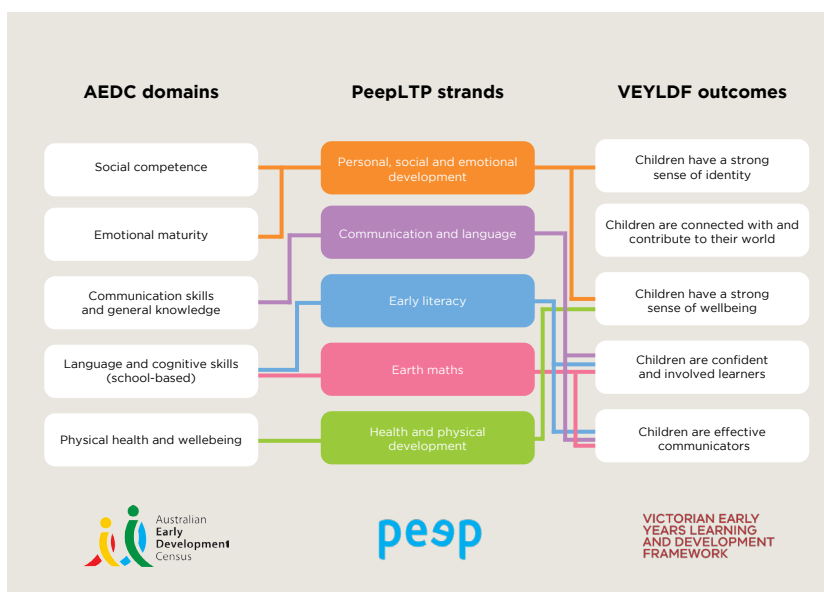 AEDC domains
PeepLTP strands
VEYLDF outcomes
Social competence
Personal, social and emotional
development
Children have a strong
sense of identity
Emotional maturity
Communication and language
Children are connected with and
contribute to their world
Communication skills
and general knowledge
Early literacy
Children have a strong
sense of wellbeing
Language and cognitive skills
(school-based)
Earth maths
Children are confident
and involved learners
Physical health and wellebeing
Health and physical
development
Children are effective
communicators
Australian
Early
Development
Census
peep
VICTORIAN EARLY
YEARS LEARNING
AND DEVELOPMENT
FRAMEWORK